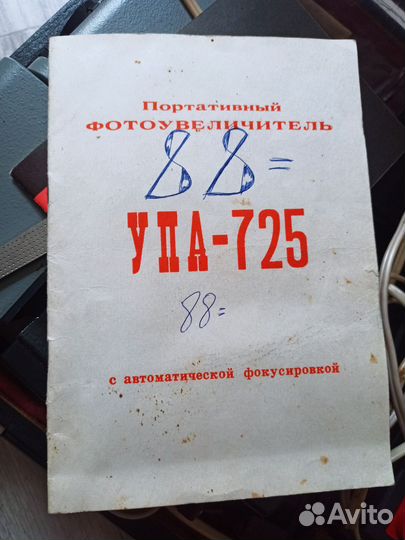 Портативный
ФОТОУВЕЛИЧИТЕЛЬ
88=
УПА-725
88=
с автоматической фокусировкой
Avito